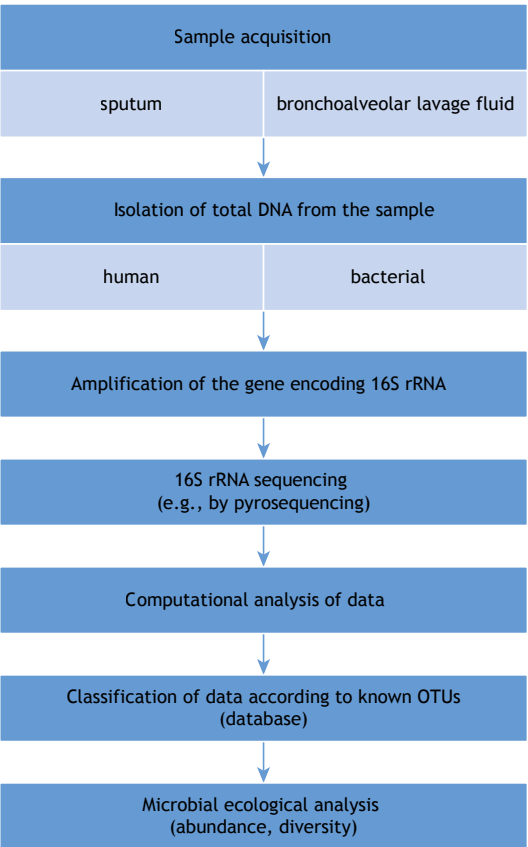 Sample acquisition
sputum
bronchoalveolar lavage fluid
Isolation of total DNA from the sample
human
bacterial
Amplification of the gene encoding 16S rRNA
16S rRNA sequencing
(e.g., by pyrosequencing)
Computational analysis of data
Classification of data according to known OTUs
(database)
Microbial ecological analysis
(abundance, diversity)